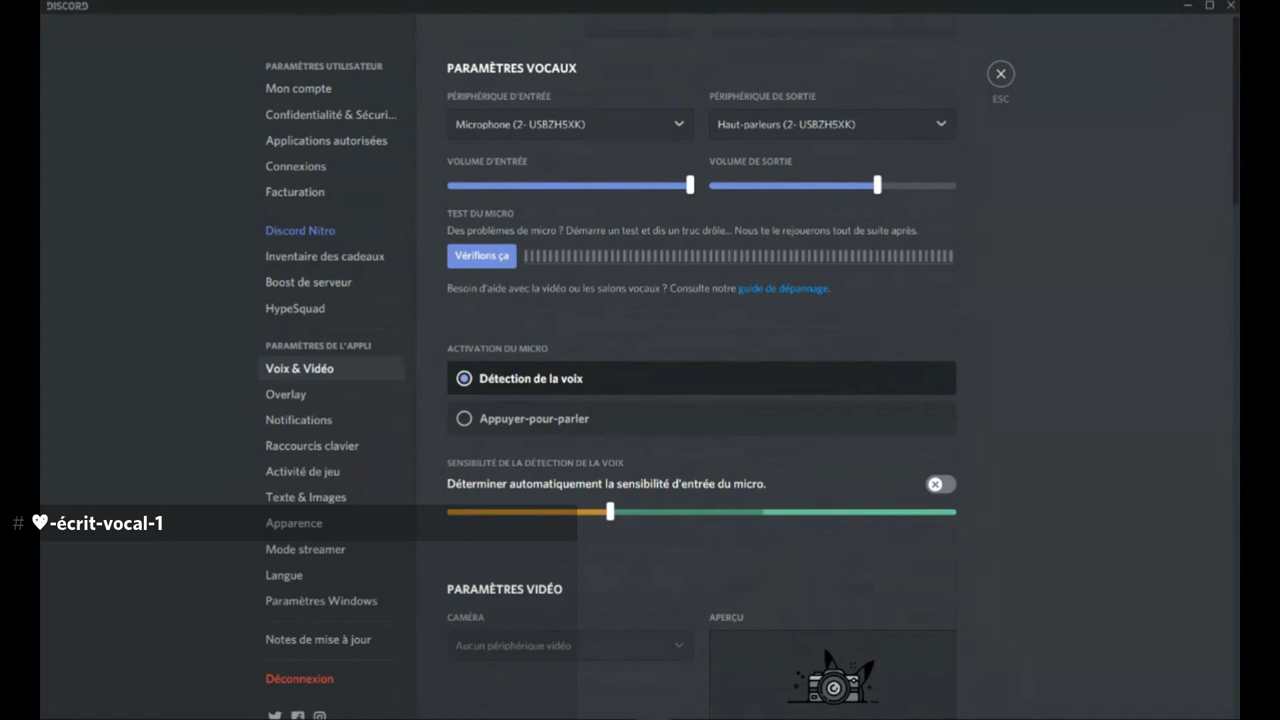 DISCORD
PARAMÈTRES UTILISATEUR
Mon compte
Confidentialité & Sécuri...
Applications autorisées
Connexions
Facturation
Discord Nitro
Inventaire des cadeaux
Boost de serveur
HypeSquad
PARAMÈTRES DE L'APPLI
Voix & Vidéo
Overlay
Notifications
Raccourcis clavier
Activité de jeu
Texte & Images
Apparence
# 🖤-écrit-vocal-1
Mode streamer
Langue
Paramètres Windows
Notes de mise à jour
Déconnexion
PARAMÈTRES VOCAUX
PÉRIPHÉRIQUE D'ENTRÉE
Microphone (2- USBZH5XK)
PÉRIPHÉRIQUE DE SORTIE
Haut-parleurs (2- USBZH5XK)
VOLUME D'ENTRÉE
VOLUME DE SORTIE
TEST DU MICRO
Des problèmes de micro ? Démarre un test et dis un truc drôle... Nous te le rejouerons tout de suite après.
Vérifions ça
Besoin d'aide avec la vidéo ou les salons vocaux ? Consulte notre guide de dépannage.
ACTIVATION DU MICRO
Détection de la voix
Appuyer-pour-parler
SENSIBILITÉ DE LA DÉTECTION DE LA VOIX
Déterminer automatiquement la sensibilité d'entrée du micro.
PARAMÈTRES VIDÉO
CAMÉRA
Aucun périphérique vidéo
APERÇU
ESC